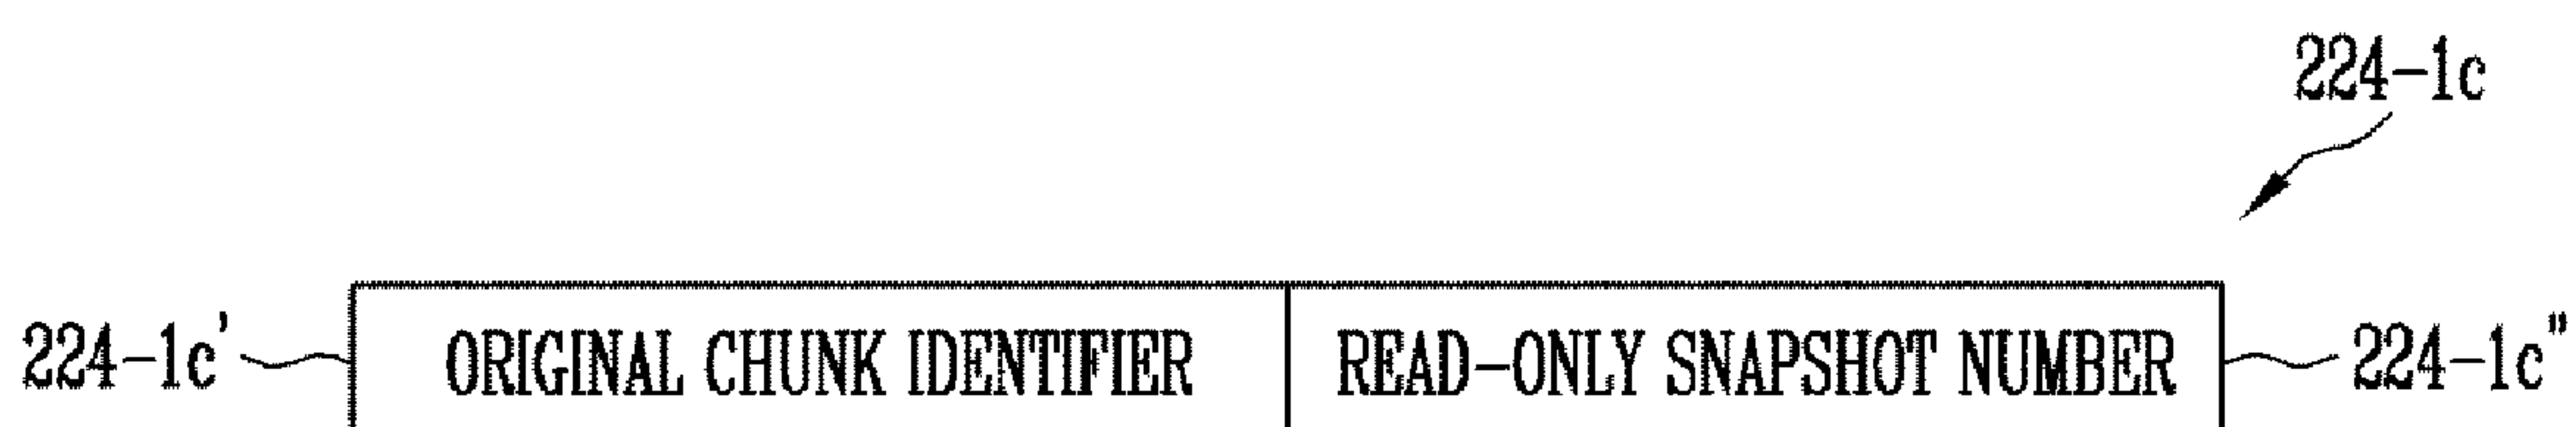 224-1c
224-1c' ORIGINAL CHUNK IDENTIFIER READ-ONLY SNAPSHOT NUMBER 224-1c"